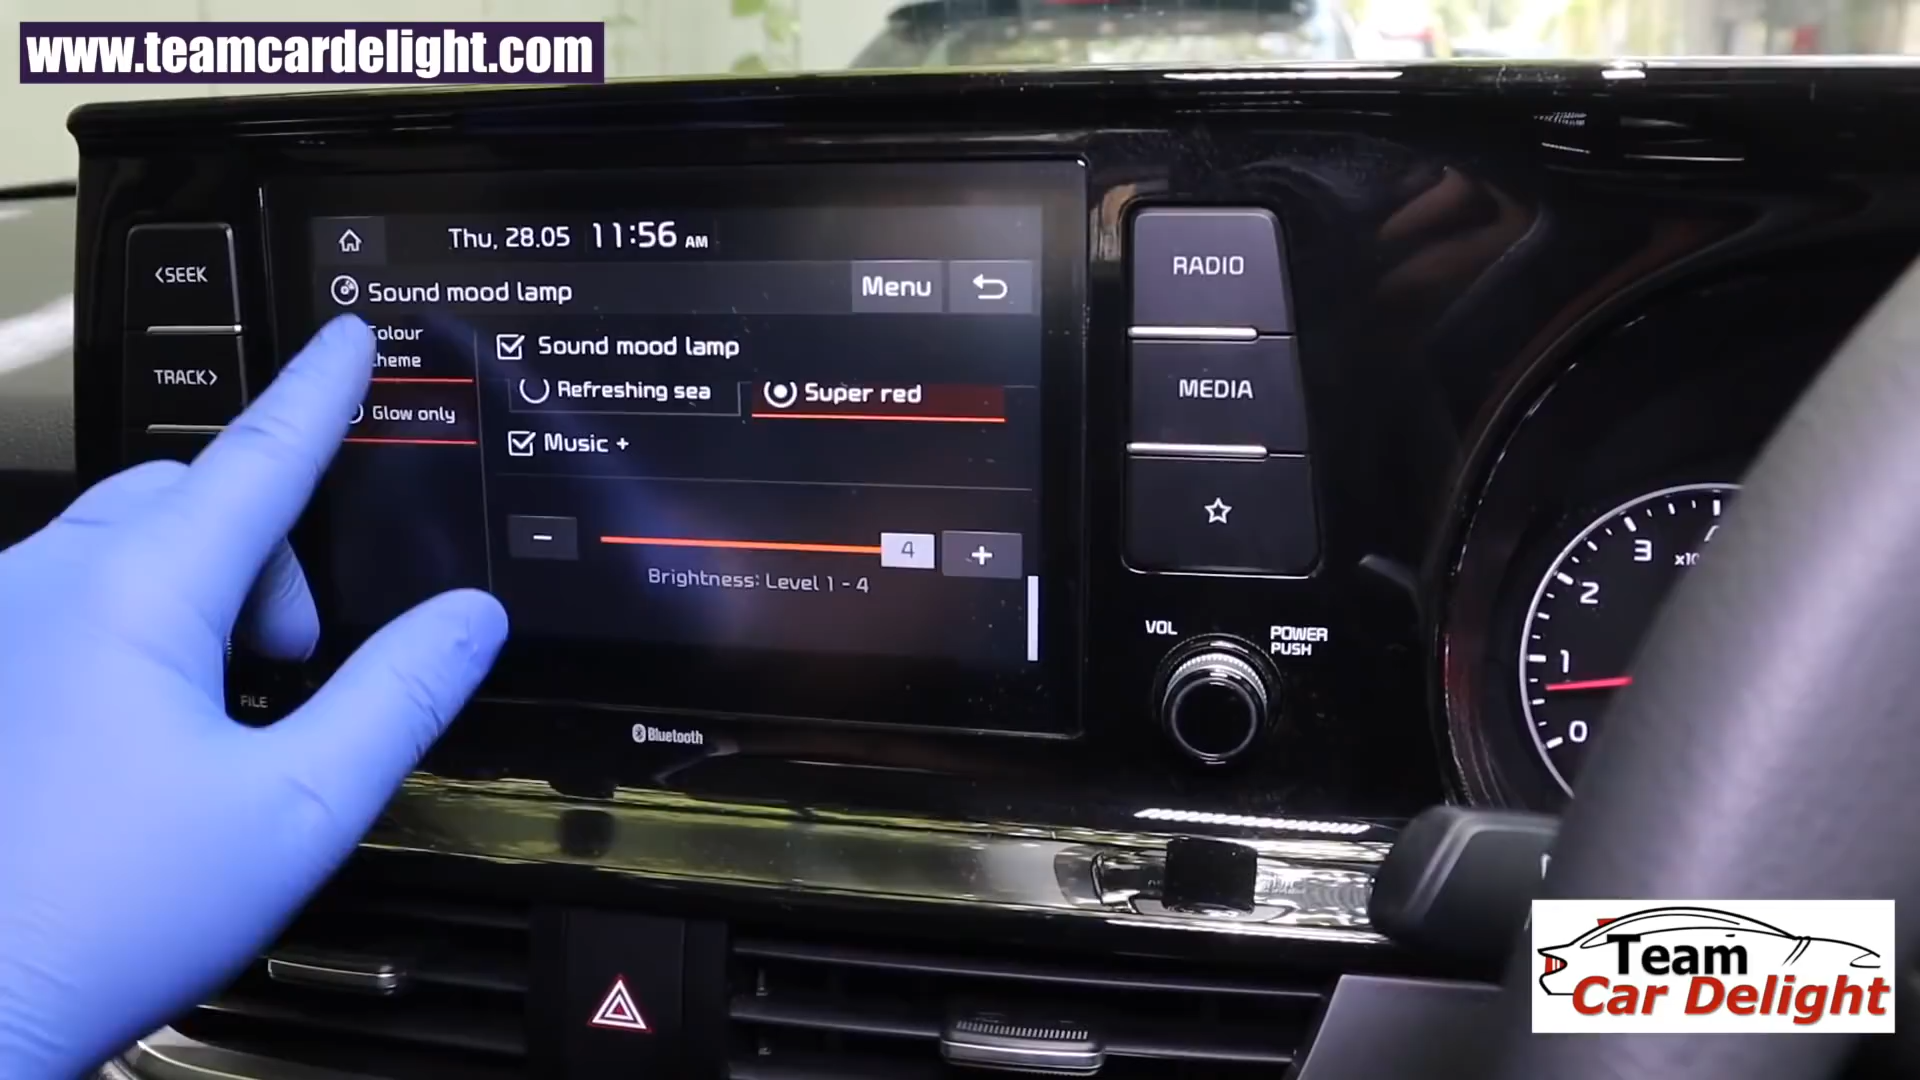 www.teamcardelight.com
Thu, 28.05 11:56 AM
<SEEK
Sound mood lamp
Menu
RADIO
TRACK>
Sound mood lamp
Refreshing sea
Super red
Glow only
Music +
MEDIA
4
Brightness: Level 1 - 4
VOL
POWER
PUSH
FILE
Bluetooth
3
2
1
0
Team
Car Delight